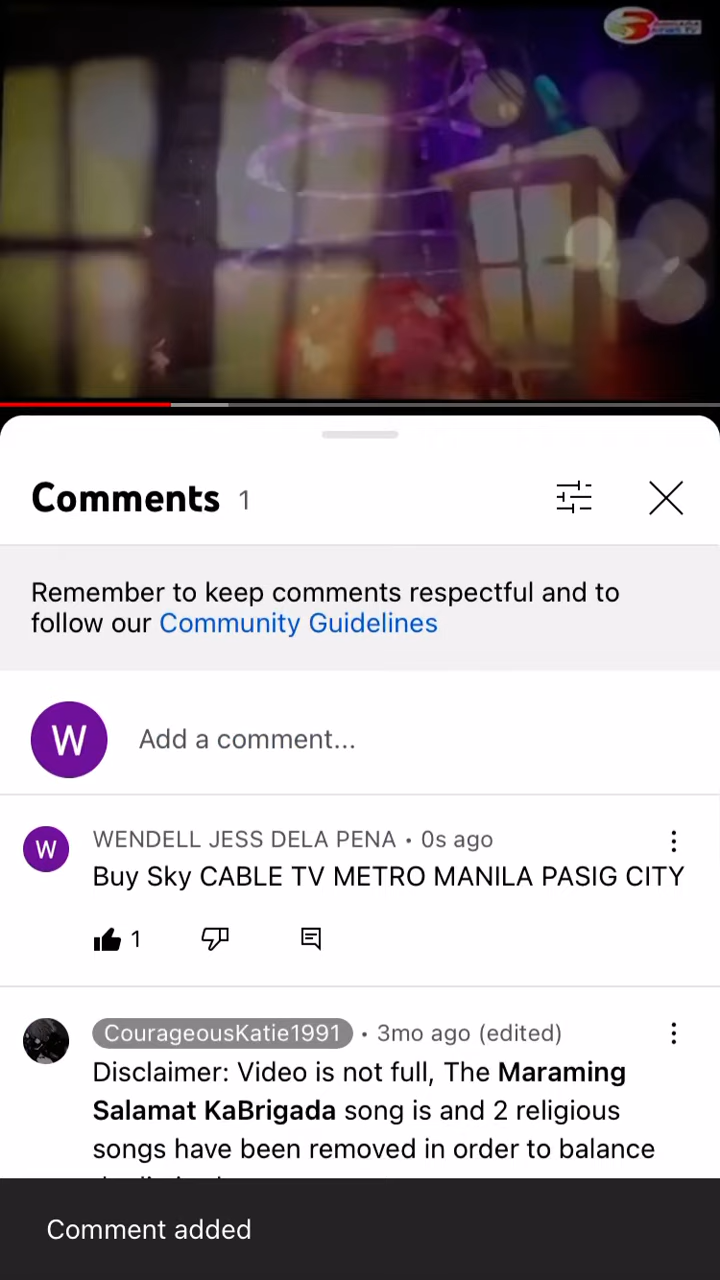 3
Comments 1
Remember to keep comments respectful and to
follow our Community Guidelines
W
Add a comment...
W
WENDELL JESS DELA PENA • 0s ago
Buy Sky CABLE TV METRO MANILA PASIG CITY
1
CourageousKatie1991 • 3mo ago (edited)
Disclaimer: Video is not full, The Maraming
Salamat KaBrigada song is and 2 religious
songs have been removed in order to balance
Comment added